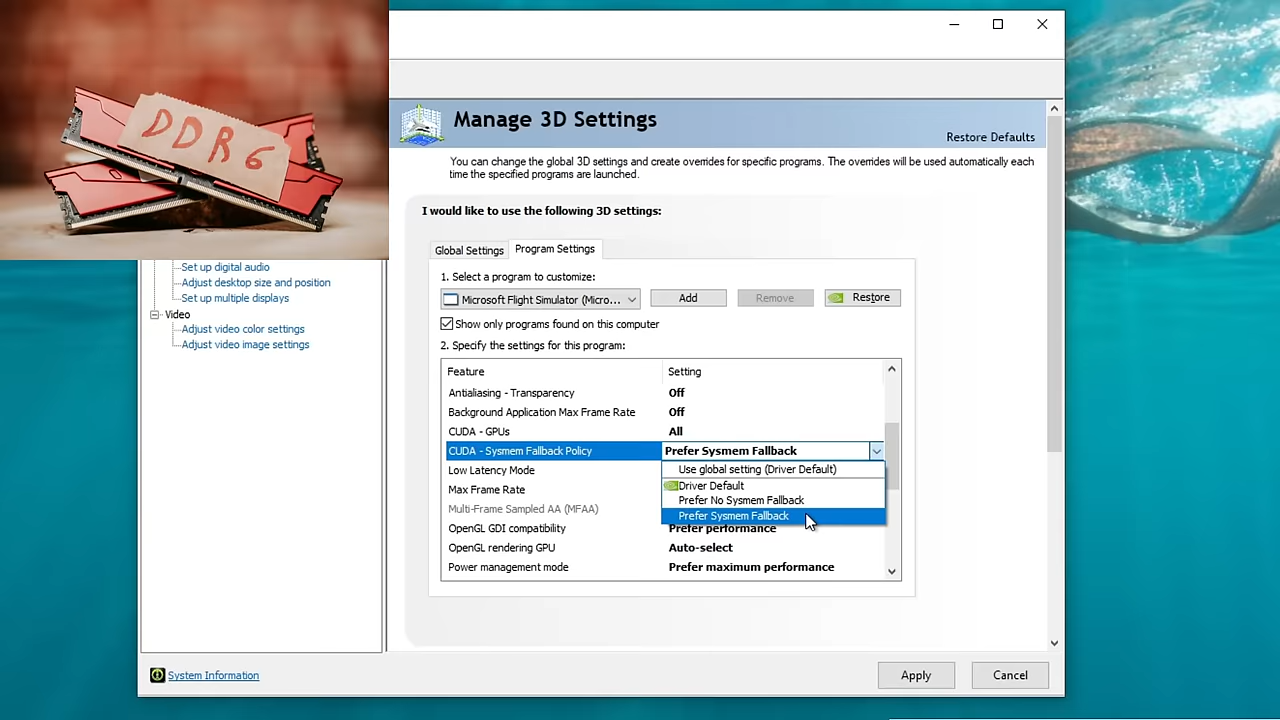 DDR6
Manage 3D Settings
Restore Defaults
You can change the global 3D settings and create overrides for specific programs. The overrides will be used automatically each
time the specified programs are launched.
I would like to use the following 3D settings:
Global Settings
Program Settings
1. Select a program to customize:
Microsoft Flight Simulator (Micro...
Add
Remove
Restore
Show only programs found on this computer
2. Specify the settings for this program:
Feature Setting
Antialiasing - Transparency Off
Background Application Max Frame Rate Off
CUDA - GPUs All
CUDA - Sysmem Fallback Policy Prefer Sysmem Fallback
Use global setting (Driver Default)
Driver Default
Prefer No Sysmem Fallback
Prefer Sysmem Fallback
Low Latency Mode
Max Frame Rate
Multi-Frame Sampled AA (MFAA)
OpenGL GDI compatibility Prefer performance
OpenGL rendering GPU Auto-select
Power management mode Prefer maximum performance
Set up digital audio
Adjust desktop size and position
Set up multiple displays
Video
Adjust video color settings
Adjust video image settings
System Information
Apply
Cancel